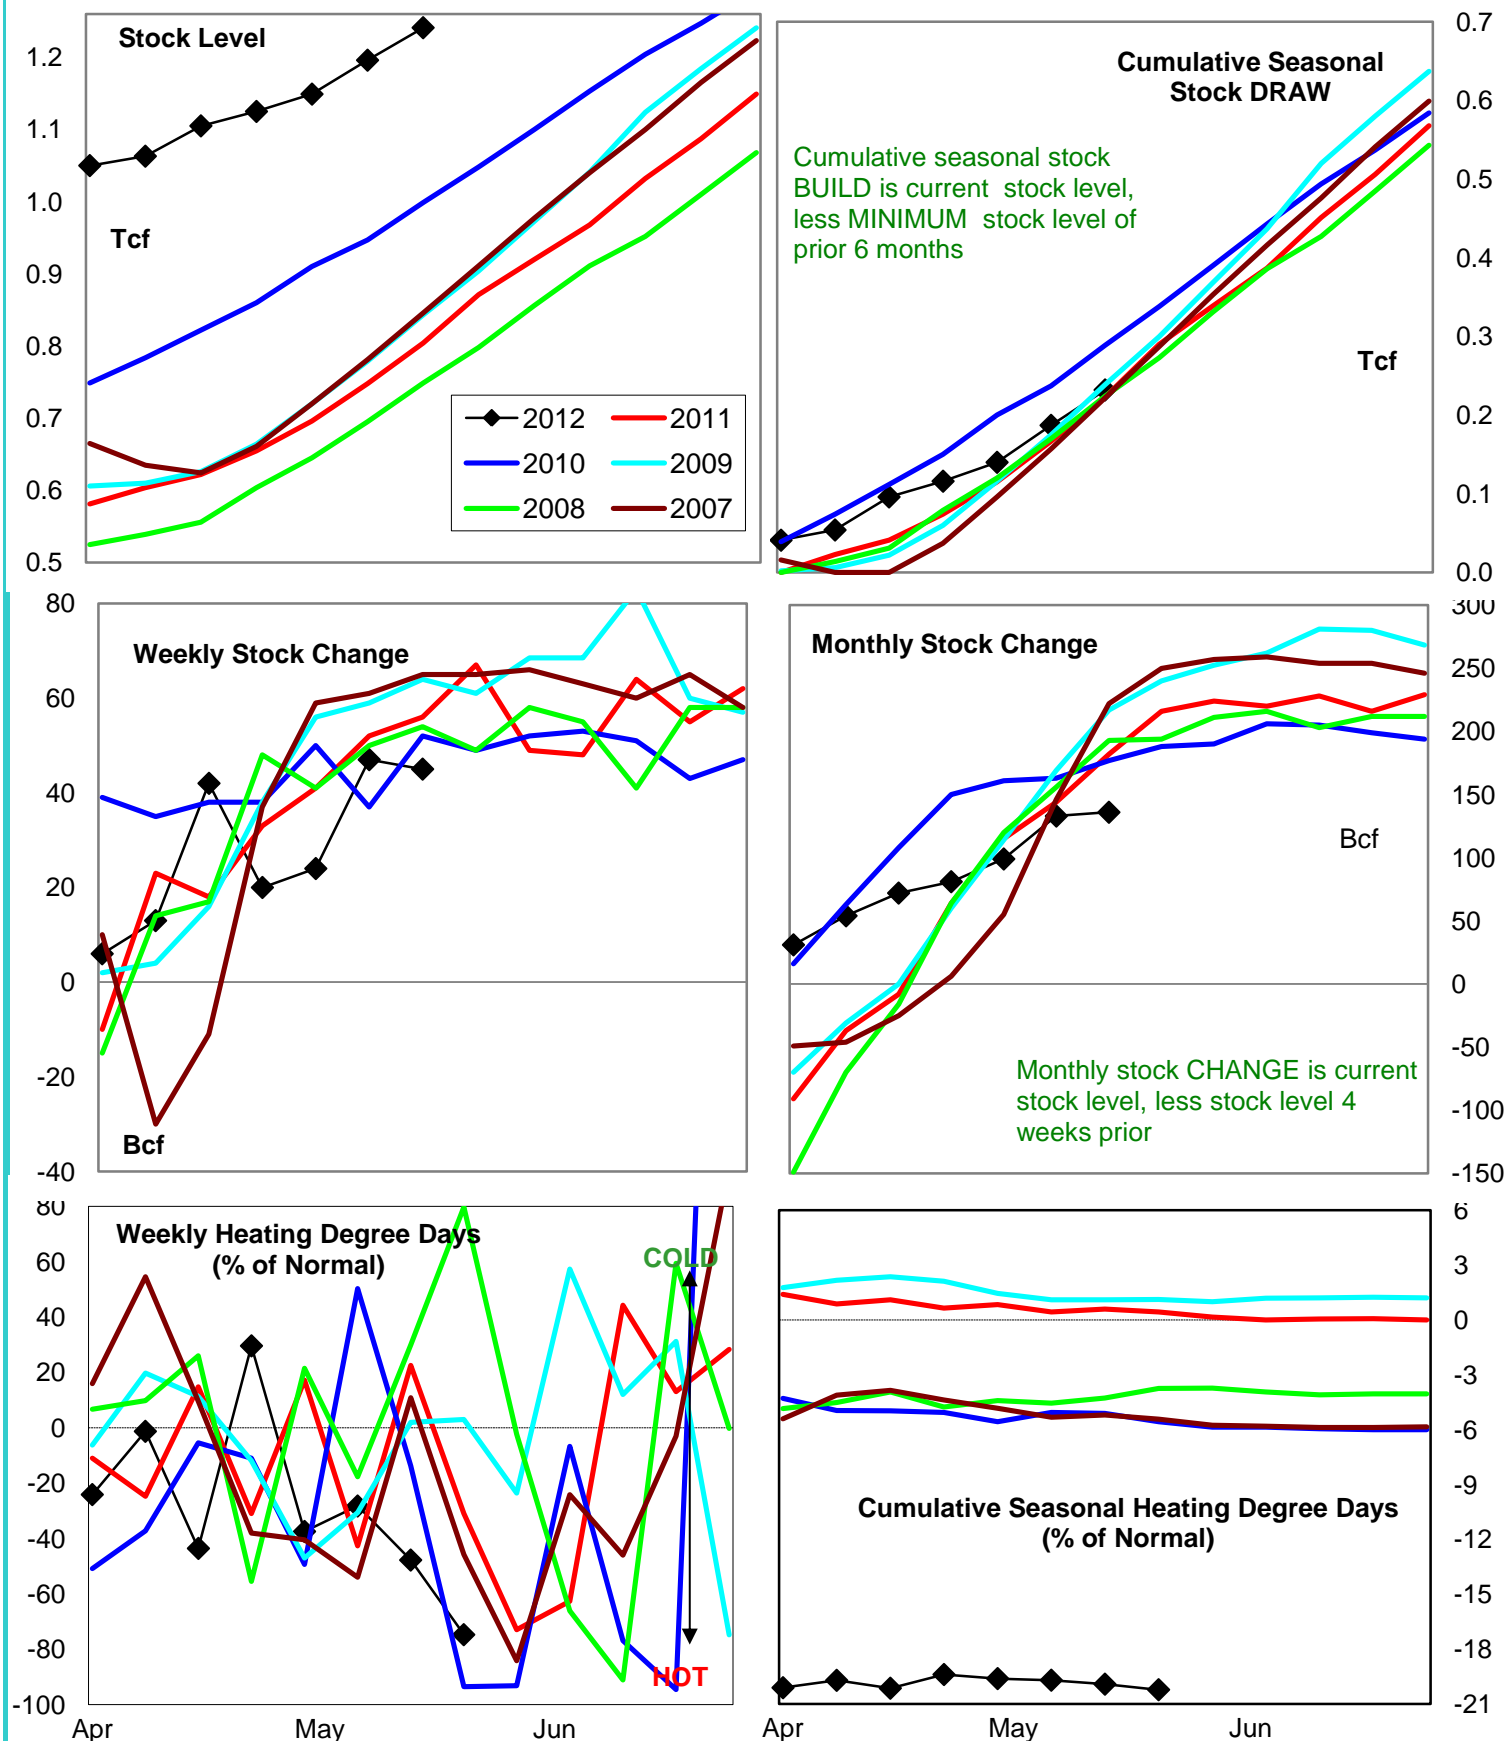 Stock Level
Tcf
1.2
1.1
1.0
0.9
0.8
0.7
0.6
0.5
2012 2011
2010 2009
2008 2007
Cumulative Seasonal
Stock DRAW
Cumulative seasonal stock
BUILD is current stock level,
less MINIMUM stock level of
prior 6 months
Tcf
0.7
0.6
0.5
0.4
0.3
0.2
0.1
0.0
Weekly Stock Change
Bcf
80
60
40
20
0
-20
-40
Monthly Stock Change
Bcf
Monthly stock CHANGE is current
stock level, less stock level 4
weeks prior
300
250
200
150
100
50
0
-50
-100
-150
Weekly Heating Degree Days
(% of Normal)
COLD
HOT
80
60
40
20
0
-20
-40
-60
-80
-100
Apr May Jun
Cumulative Seasonal Heating Degree Days
(% of Normal)
6
3
0
-3
-6
-9
-12
-15
-18
-21
Apr May Jun